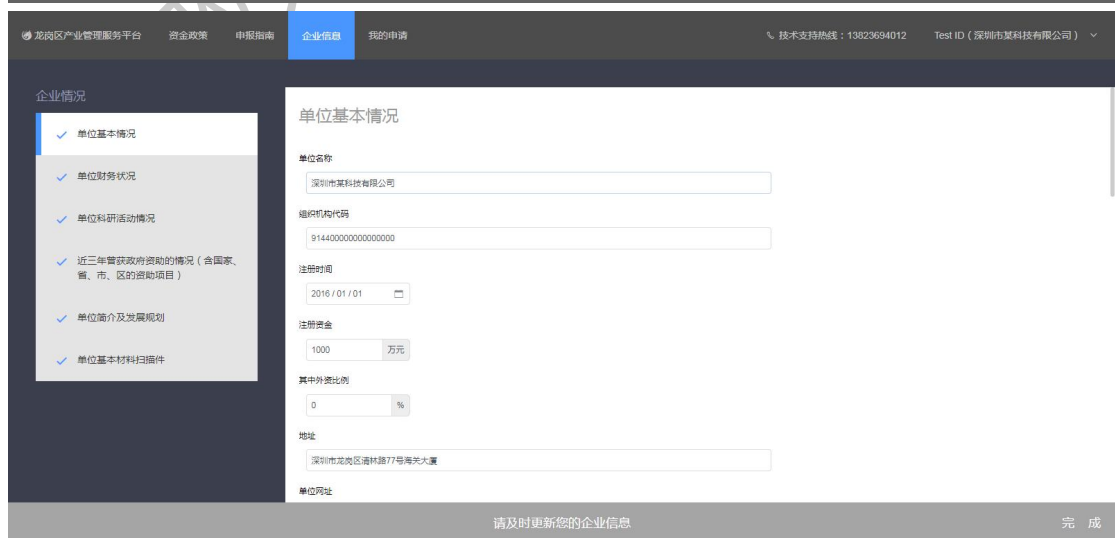 龙岗区产业管理服务平台 资金政策 申报指南 企业信息 我的申请 技术支持热线：13823694012 Test ID（深圳市某科技有限公司）
企业情况
单位基本情况
单位财务状况
单位科研活动情况
近三年曾获政府资助的情况（含国家、
省、市、区的资助项目）
单位简介及发展规划
单位基本材料扫描件
单位基本情况
单位名称
深圳市某科技有限公司
组织机构代码
914400000000000000
注册时间
2016 / 01 / 01
注册资金
1000 万元
其中外资比例
0 %
地址
深圳市龙岗区清林路77号海关大厦
单位网址
请及时更新您的企业信息 完 成